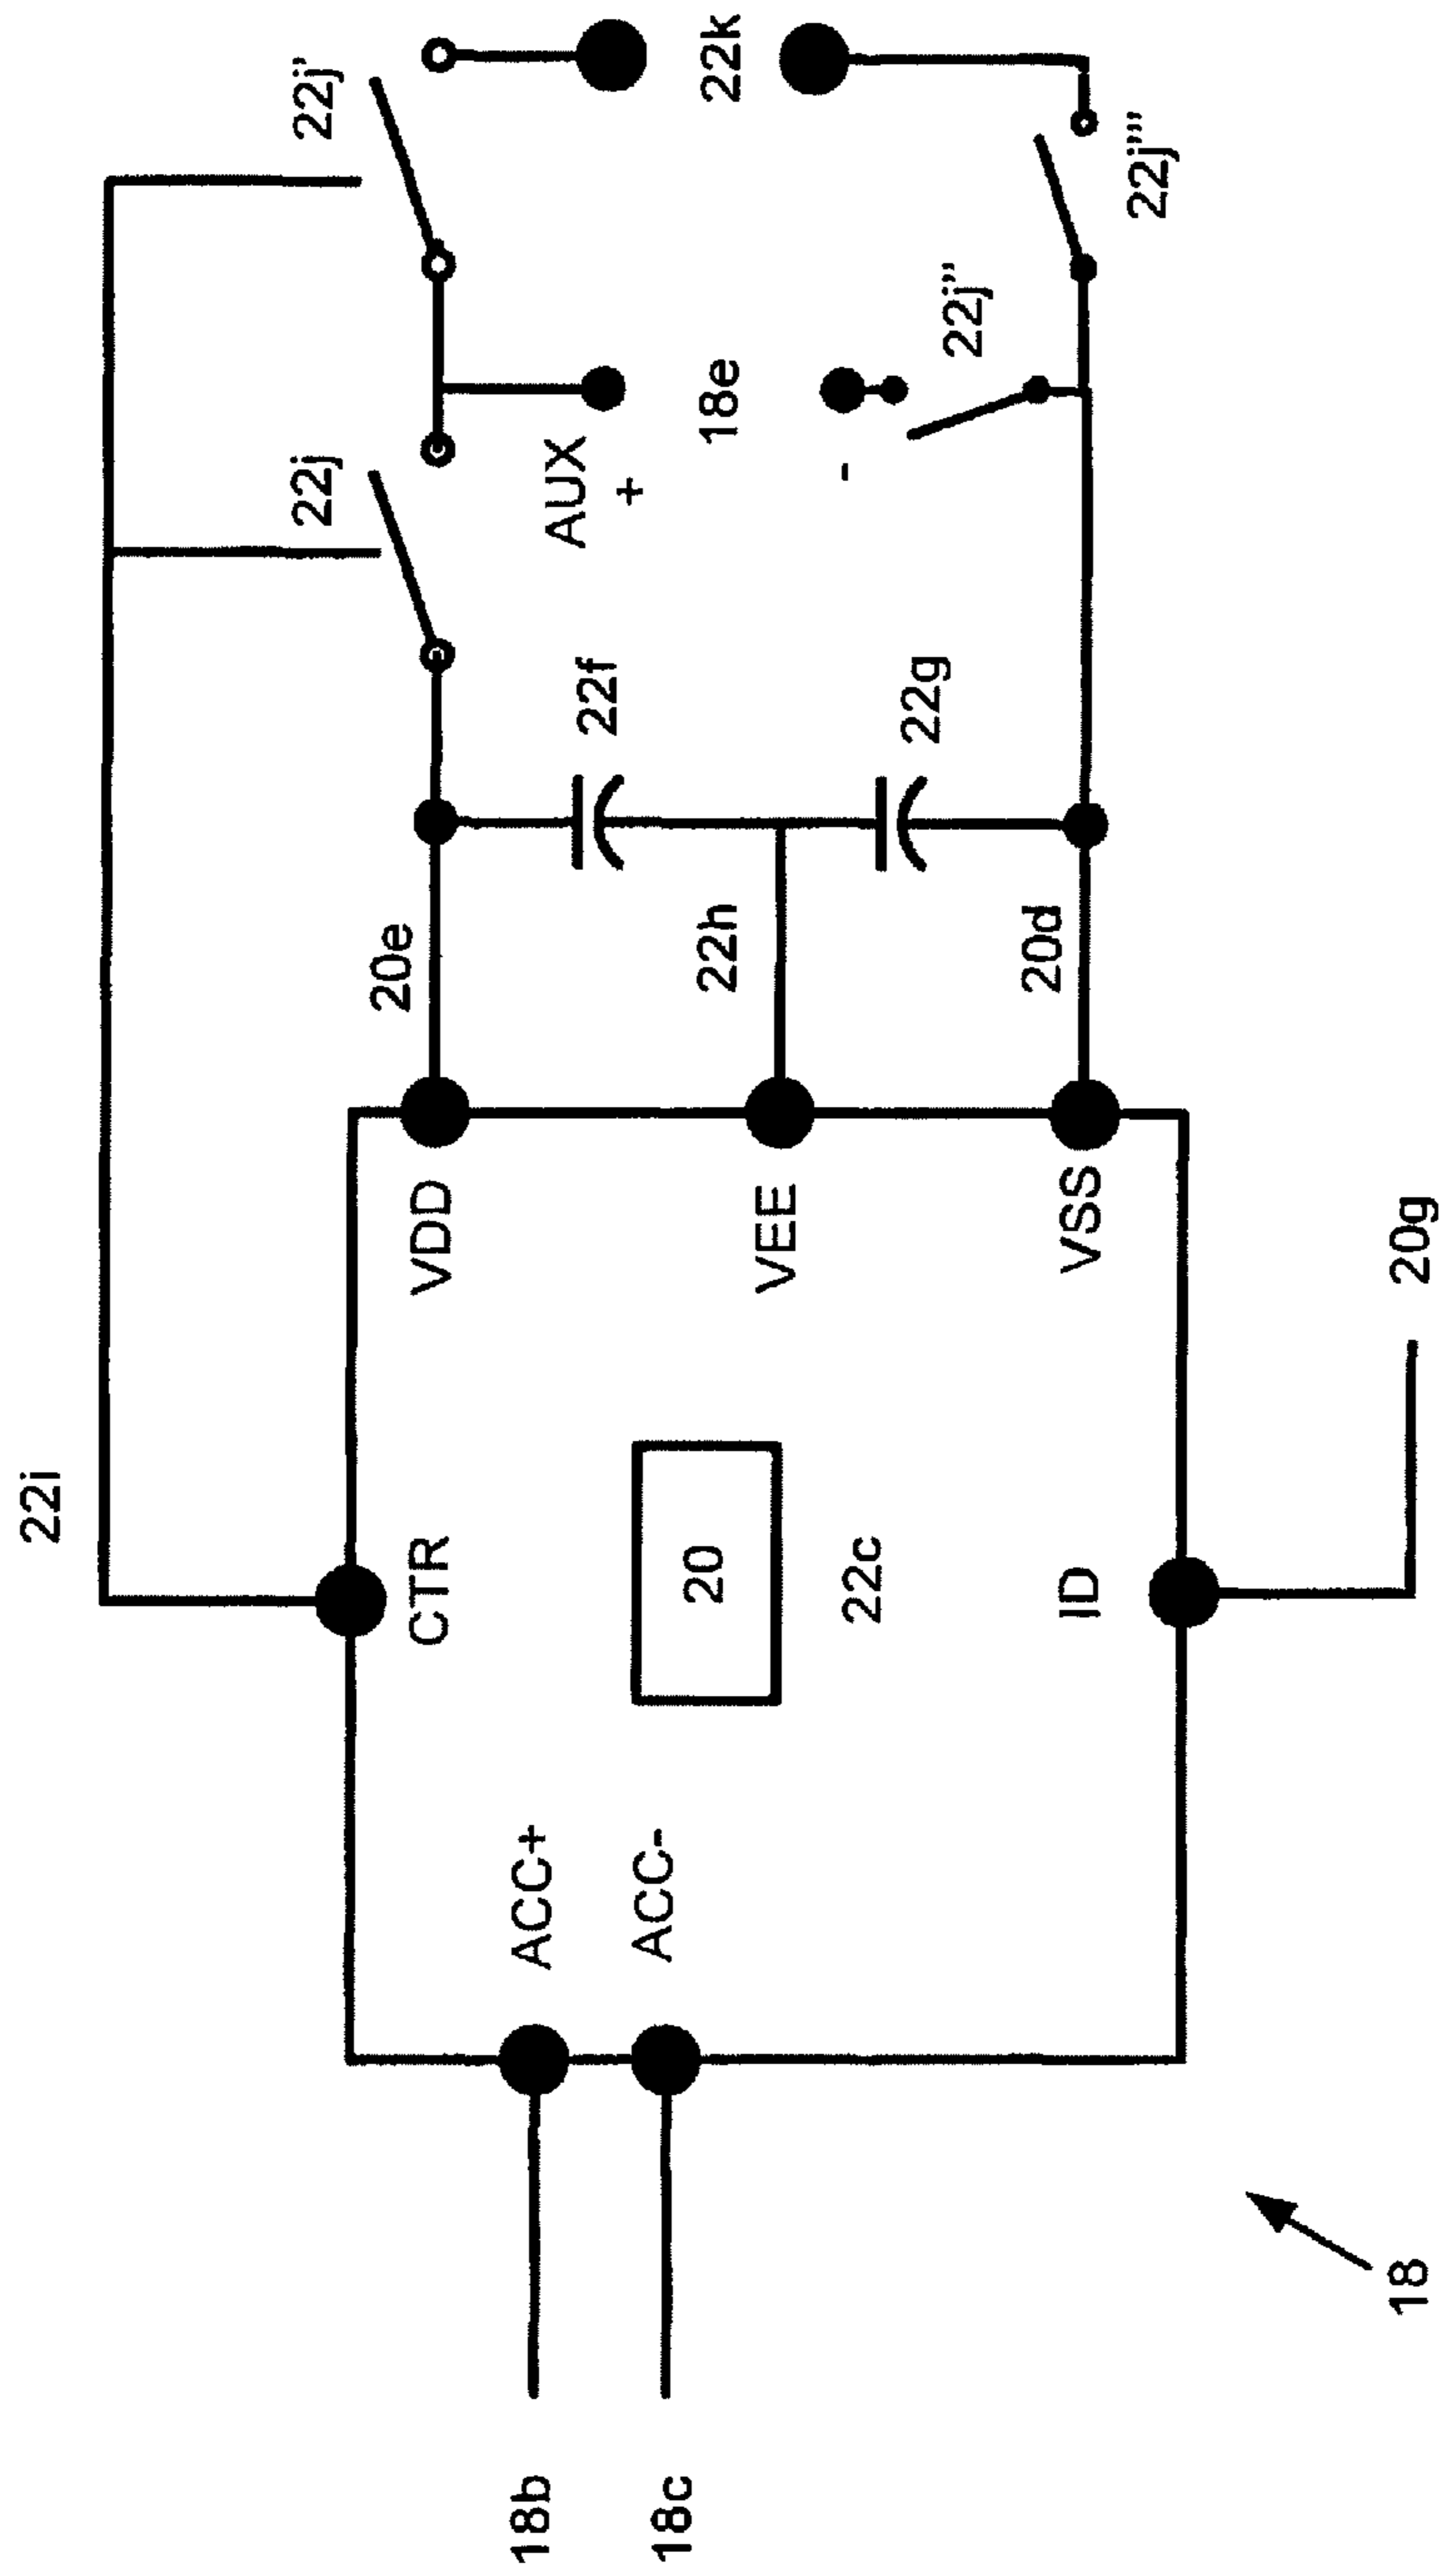 22i
22j
22j'
20e
CTR
VDD
22f
AUX
+
18b
ACC+
18c
ACC-
20
22h
18e
22k
VEE
22c
22g
-
22j''
20d
ID
VSS
22j'''
18
20g